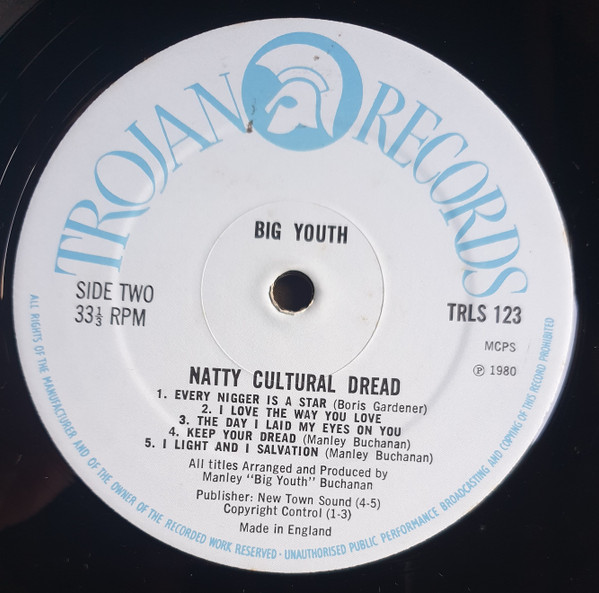 TROJAN RECORDS
BIG YOUTH
SIDE TWO
33⅓ RPM
TRLS 123
MCPS
℗ 1980
NATTY CULTURAL DREAD
1. EVERY NIGGER IS A STAR (Boris Gardener)
2. I LOVE THE WAY YOU LOVE
3. THE DAY I LAID MY EYES ON YOU
4. KEEP YOUR DREAD (Manley Buchanan)
5. I LIGHT AND I SALVATION (Manley Buchanan)
All titles Arranged and Produced by
Manley "Big Youth" Buchanan
Publisher: New Town Sound (4-5)
Copyright Control (1-3)
Made in England
ALL RIGHTS OF THE MANUFACTURER AND OF THE OWNER OF THE RECORDED WORK RESERVED · UNAUTHORISED PUBLIC PERFORMANCE BROADCASTING AND COPYING OF THIS RECORD PROHIBITED